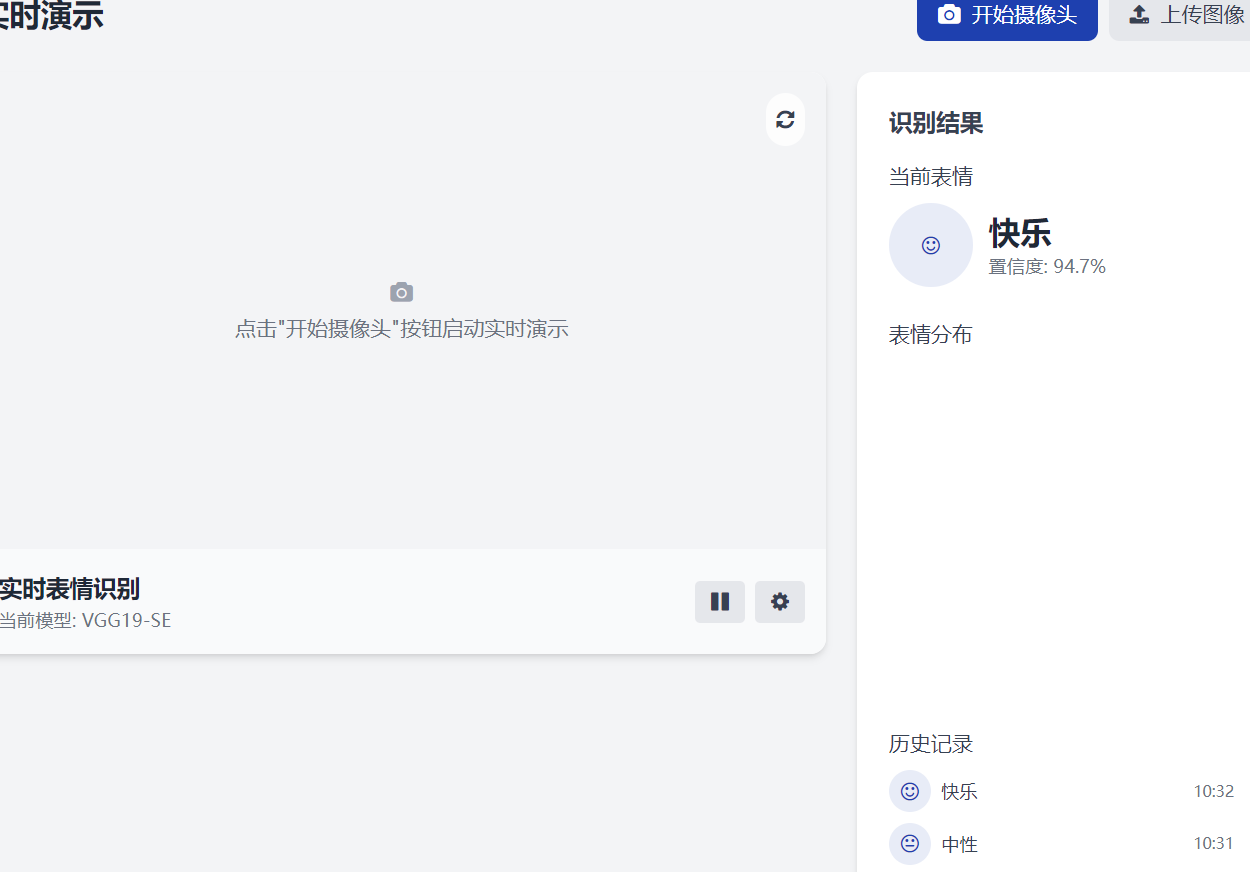 实时演示
开始摄像头
上传图像
点击"开始摄像头"按钮启动实时演示
实时表情识别
当前模型: VGG19-SE
识别结果
当前表情
快乐
置信度: 94.7%
表情分布
历史记录
快乐 10:32
中性 10:31